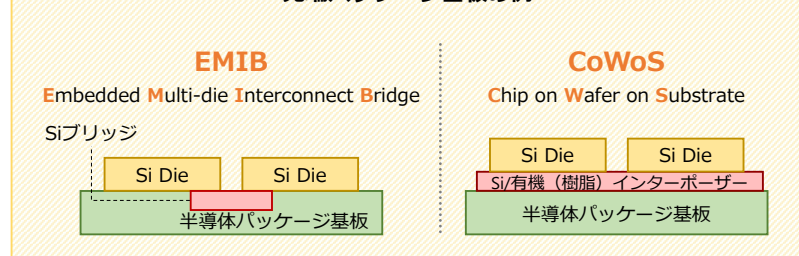 EMIB
Embedded Multi-die Interconnect Bridge
Siブリッジ
Si Die
Si Die
半導体パッケージ基板
CoWoS
Chip on Wafer on Substrate
Si Die
Si Die
Si/有機（樹脂）インターポーザー
半導体パッケージ基板